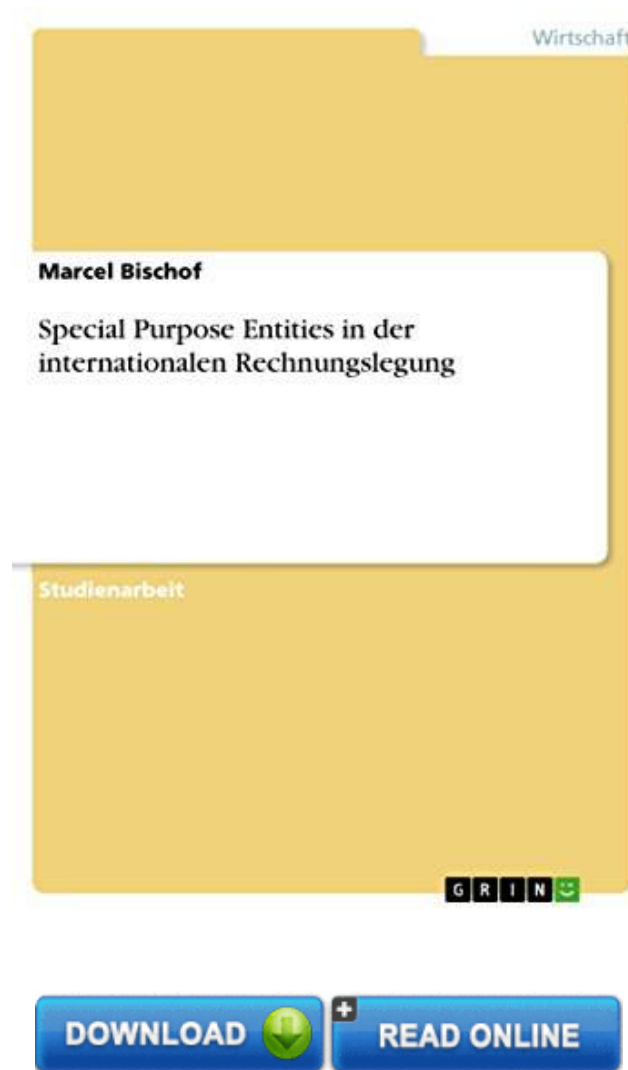 Wirtschaft
Marcel Bischof
Special Purpose Entities in der
internationalen Rechnungslegung
Studienarbeit
GRIN
DOWNLOAD
READ ONLINE